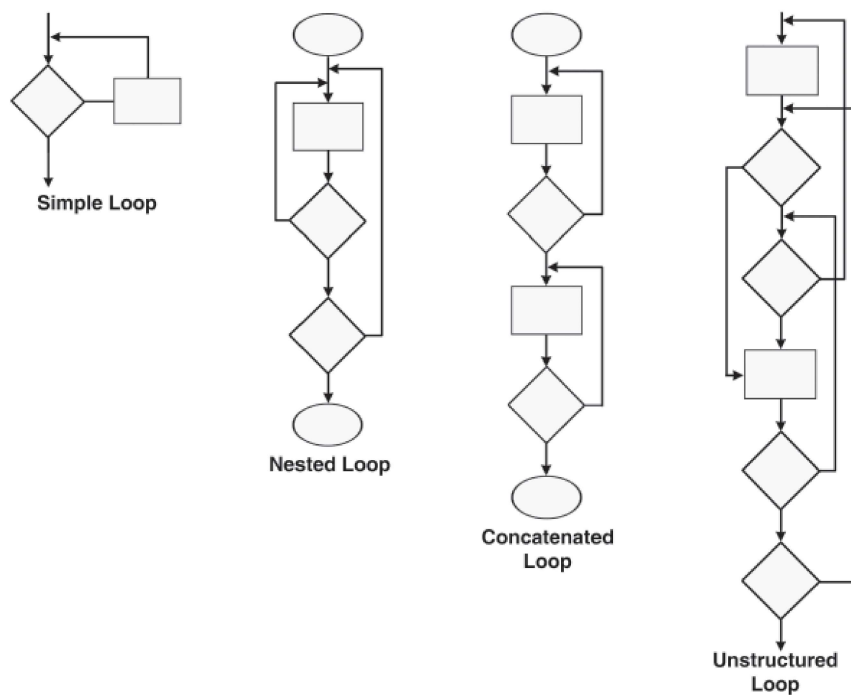 Simple Loop
Nested Loop
Concatenated
Loop
Unstructured
Loop